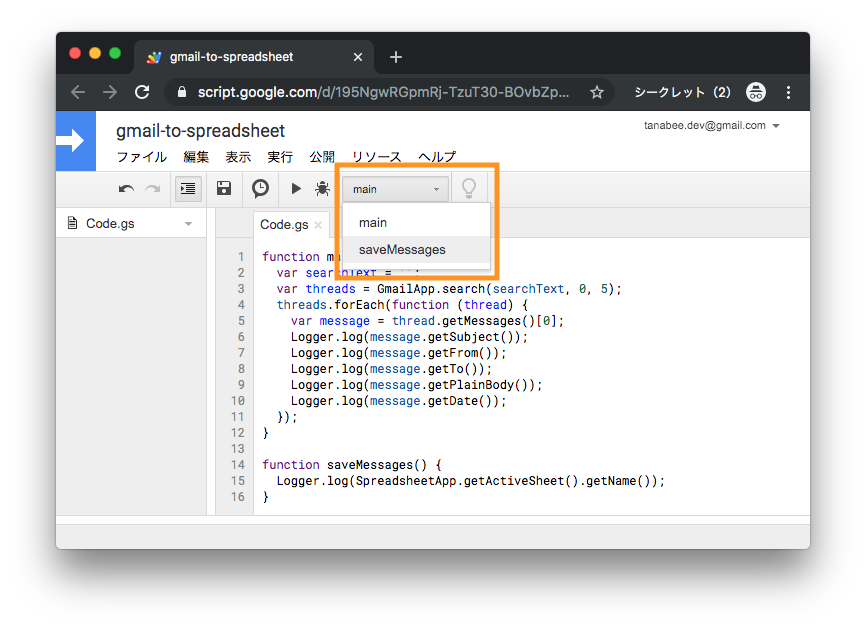 gmail-to-spreadsheet
script.google.com/d/195NgwRGpmRj-TzuT30-BOvbZp...
シークレット (2)
gmail-to-spreadsheet
tanabee.dev@gmail.com
ファイル 編集 表示 実行 公開 リソース ヘルプ
main
main
saveMessages
Code.gs
Code.gs
1 function
2 var searchText =
3 var threads = GmailApp.search(searchText, 0, 5);
4 threads.forEach(function (thread) {
5 var message = thread.getMessages()[0];
6 Logger.log(message.getSubject());
7 Logger.log(message.getFrom());
8 Logger.log(message.getTo());
9 Logger.log(message.getPlainBody());
10 Logger.log(message.getDate());
11 });
12 }
13
14 function saveMessages() {
15 Logger.log(SpreadsheetApp.getActiveSheet().getName());
16 }